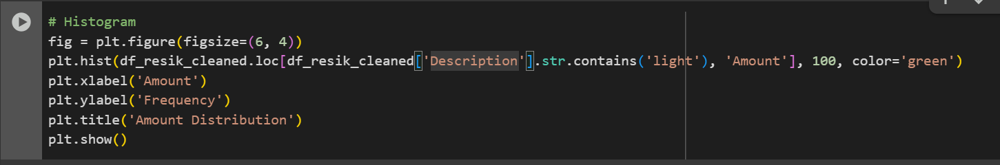 # Histogram
fig = plt.figure(figsize=(6, 4))
plt.hist(df_resik_cleaned.loc[df_resik_cleaned['Description'].str.contains('light'), 'Amount'], 100, color='green')
plt.xlabel('Amount')
plt.ylabel('Frequency')
plt.title('Amount Distribution')
plt.show()